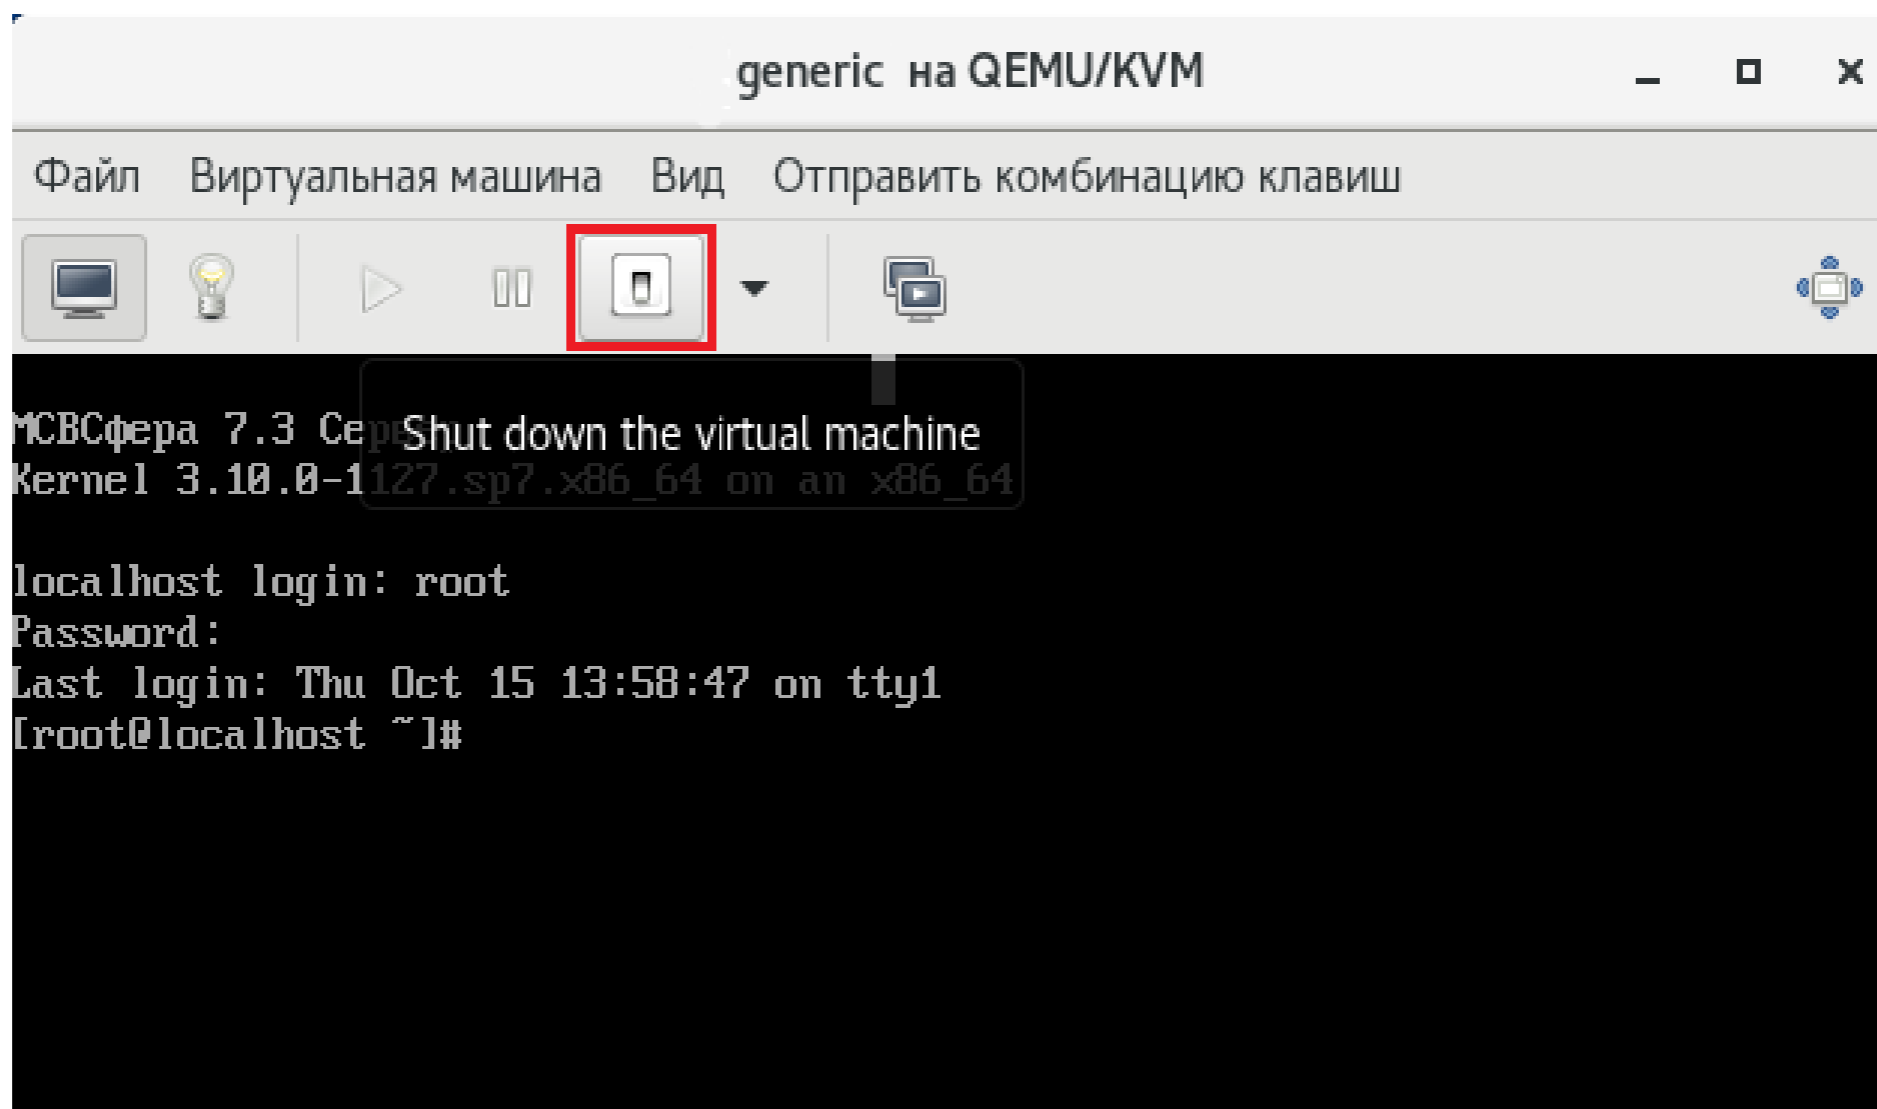 generic на QEMU/KVM
Файл Виртуальная машина Вид Отправить комбинацию клавиш
МСВСфера 7.3 Сервер
Shut down the virtual machine
Kernel 3.10.0-1127.sp7.x86_64 on an x86_64
localhost login: root
Password:
Last login: Thu Oct 15 13:58:47 on tty1
[root@localhost ~]#